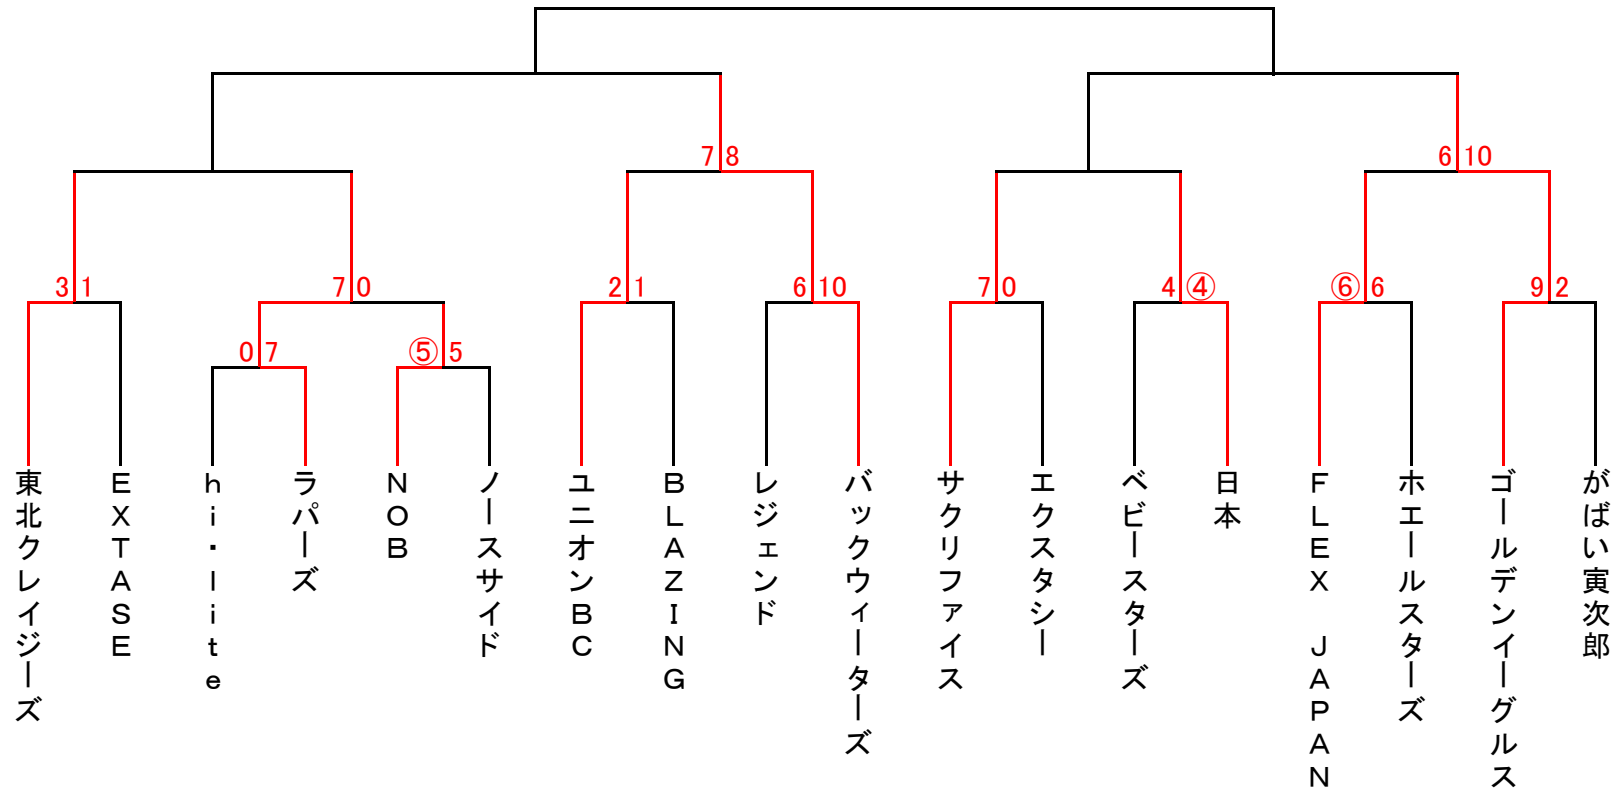 7 8
6 10
3 1
7 0
2 1
6 10
7 0
4 ④
⑥ 6
9 2
0 7
⑤ 5
東北クレイジーズ
EXTASE
hi・lite
ラパーズ
NOB
ノースサイド
ユニオンBC
BLAZING
レジェンド
バックウィーターズ
サクリファイス
エクスタシー
ベビースターズ
日本
FLEX JAPAN
ホエールスターズ
ゴールデンイーグルス
がばい寅次郎